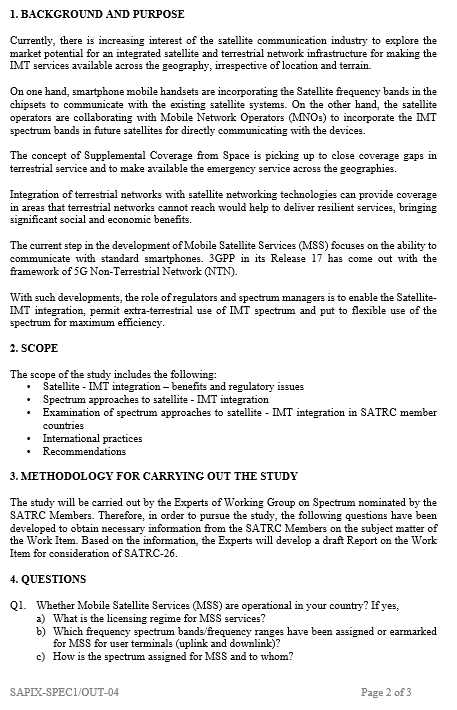 1. BACKGROUND AND PURPOSE
Currently, there is increasing interest of the satellite communication industry to explore the
market potential for an integrated satellite and terrestrial network infrastructure for making the
IMT services available across the geography, irrespective of location and terrain.
On one hand, smartphone mobile handsets are incorporating the Satellite frequency bands in the
chipsets to communicate with the existing satellite systems. On the other hand, the satellite
operators are collaborating with Mobile Network Operators (MNOs) to incorporate the IMT
spectrum bands in future satellites for directly communicating with the devices.
The concept of Supplemental Coverage from Space is picking up to close coverage gaps in
terrestrial service and to make available the emergency service across the geographies.
Integration of terrestrial networks with satellite networking technologies can provide coverage
in areas that terrestrial networks cannot reach would help to deliver resilient services, bringing
significant social and economic benefits.
The current step in the development of Mobile Satellite Services (MSS) focuses on the ability to
communicate with standard smartphones. 3GPP in its Release 17 has come out with the
framework of 5G Non-Terrestrial Network (NTN).
With such developments, the role of regulators and spectrum managers is to enable the Satellite-
IMT integration, permit extra-terrestrial use of IMT spectrum and put to flexible use of the
spectrum for maximum efficiency.
2. SCOPE
The scope of the study includes the following:
• Satellite - IMT integration – benefits and regulatory issues
• Spectrum approaches to satellite - IMT integration
• Examination of spectrum approaches to satellite - IMT integration in SATRC member
countries
• International practices
• Recommendations
3. METHODOLOGY FOR CARRYING OUT THE STUDY
The study will be carried out by the Experts of Working Group on Spectrum nominated by the
SATRC Members. Therefore, in order to pursue the study, the following questions have been
developed to obtain necessary information from the SATRC Members on the subject matter of
the Work Item. Based on the information, the Experts will develop a draft Report on the Work
Item for consideration of SATRC-26.
4. QUESTIONS
Q1. Whether Mobile Satellite Services (MSS) are operational in your country? If yes,
a) What is the licensing regime for MSS services?
b) Which frequency spectrum bands/frequency ranges have been assigned or earmarked
for MSS for user terminals (uplink and downlink)?
c) How is the spectrum assigned for MSS and to whom?
SAPIX-SPEC1/OUT-04 Page 2 of 3